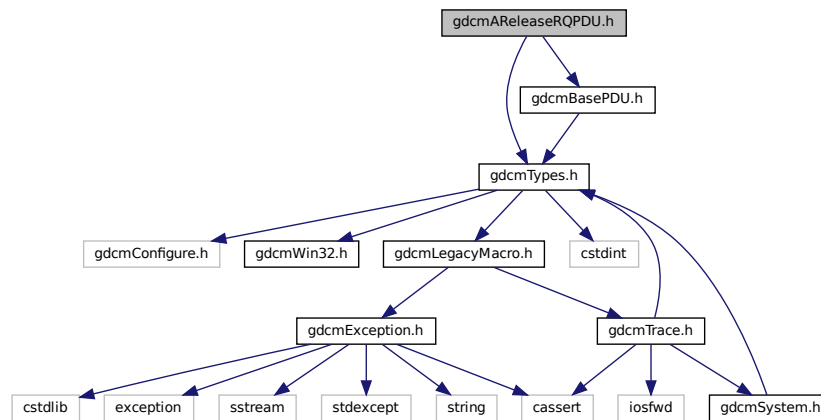 gdcmAReleaseRQPDU.h
gdcmBasePDU.h
gdcmTypes.h
gdcmConfigure.h
gdcmWin32.h
gdcmLegacyMacro.h
cstdint
gdcmException.h
gdcmTrace.h
cstdlib
exception
sstream
stdexcept
string
cassert
iosfwd
gdcmSystem.h